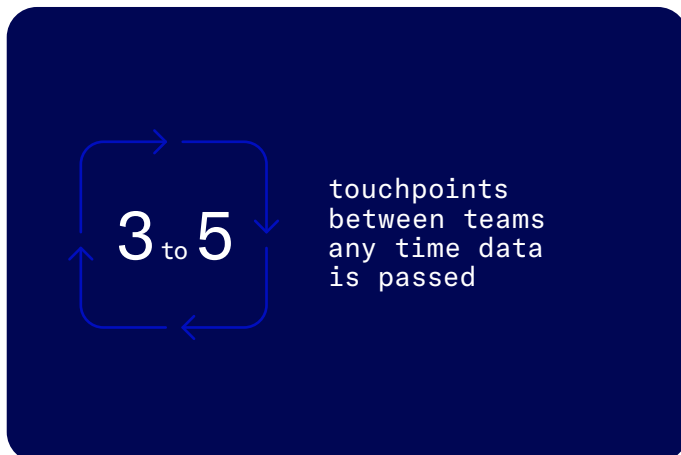 3 to 5
touchpoints
between teams
any time data
is passed